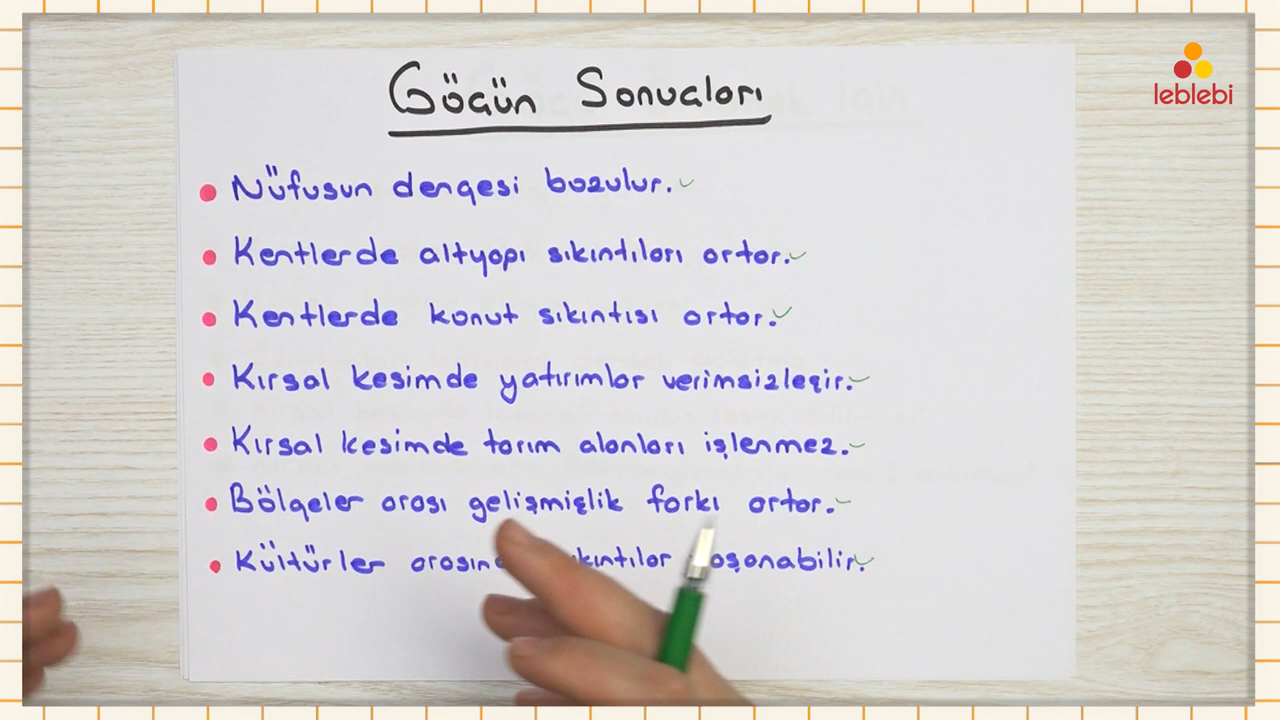 Göçün Sonuçları
leblebi
Nüfusun dengesi bozulur.
Kentlerde altyapı sıkıntıları artar.
Kentlerde konut sıkıntısı artar.
Kırsal kesimde yatırımlar verimsizleşir.
Kırsal kesimde tarım alanları işlenmez.
Bölgeler arası gelişmişlik farkı artar.
Kültürler